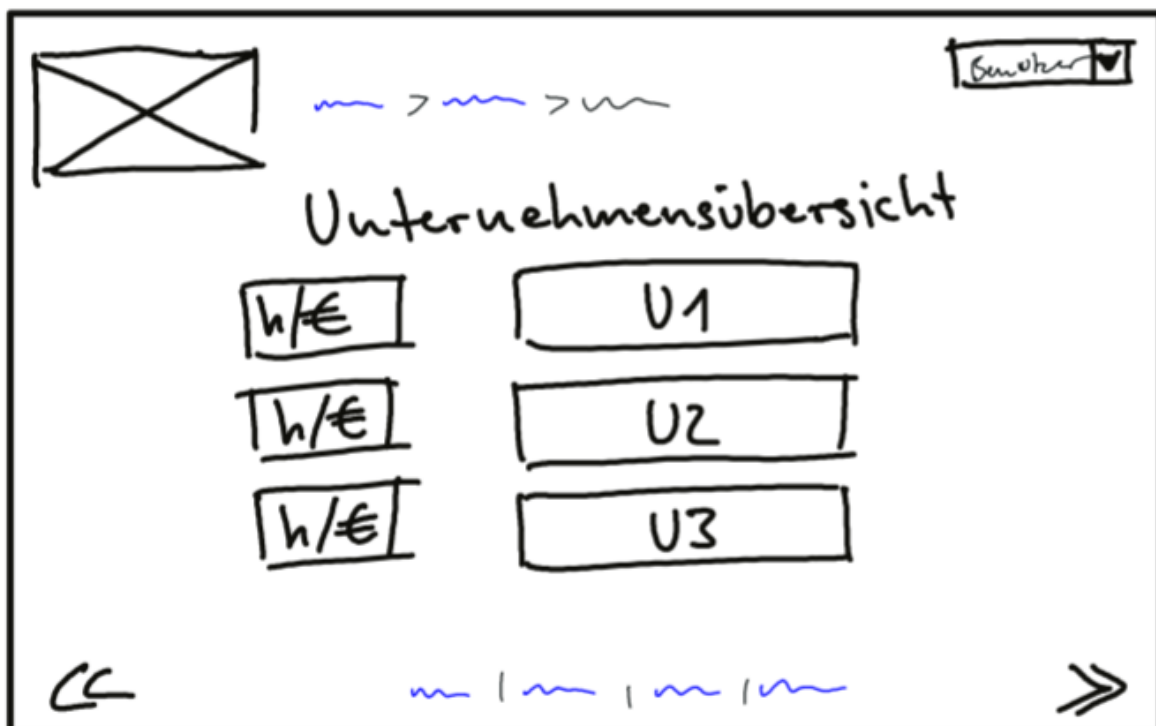 Benutzer
> >
Unternehmensübersicht
h/€ U1
h/€ U2
h/€ U3
<< | | | >>